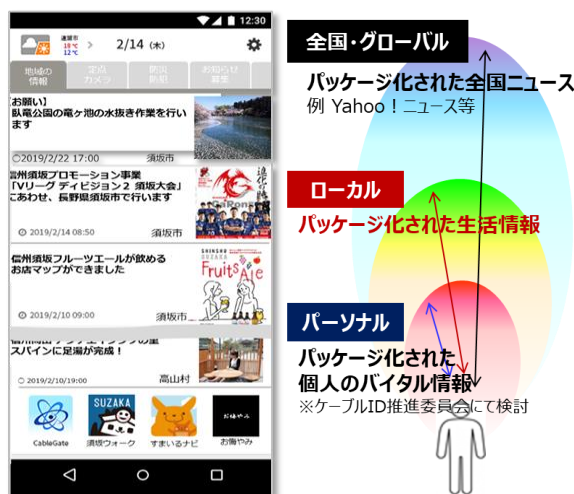 12:30
須坂市
18℃
12℃
2/14 (木)
地域の
情報
定点
カメラ
防災
防犯
お知らせ
募集
【お願い】
臥竜公園の竜ヶ池の水抜き作業を行い
ます
2019/2/22 17:00
須坂市
信州須坂プロモーション事業
「Vリーグ ディビジョン2 須坂大会」
にあわせ、長野県須坂市で行います
2019/2/14 08:50
須坂市
信州須坂フルーツエールが飲める
お店マップができました
SHINSHU
SUZAKA
FruitsAle
2019/2/10 09:00
須坂市
スパインに足湯が完成！
2019/2/10/19:00
高山村
SUZAKA
お悔やみ
CableGate
須坂ウォーク
すまいるナビ
お悔やみ
全国・グローバル
パッケージ化された全国ニュース
例 Yahoo！ニュース等
ローカル
パッケージ化された生活情報
パーソナル
パッケージ化された
個人のバイタル情報
※ケーブルID推進委員会にて検討